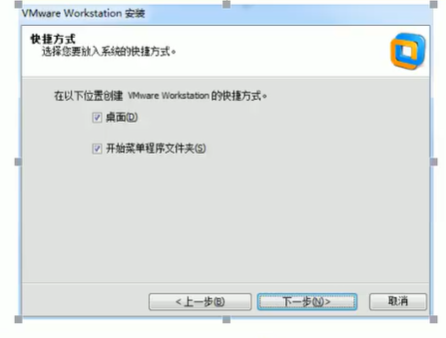 VMware Workstation 安装
快捷方式
选择您要放入系统的快捷方式。
在以下位置创建 VMware Workstation 的快捷方式。
桌面(D)
开始菜单程序文件夹(S)
<上一步(B)
下一步(N)>
取消